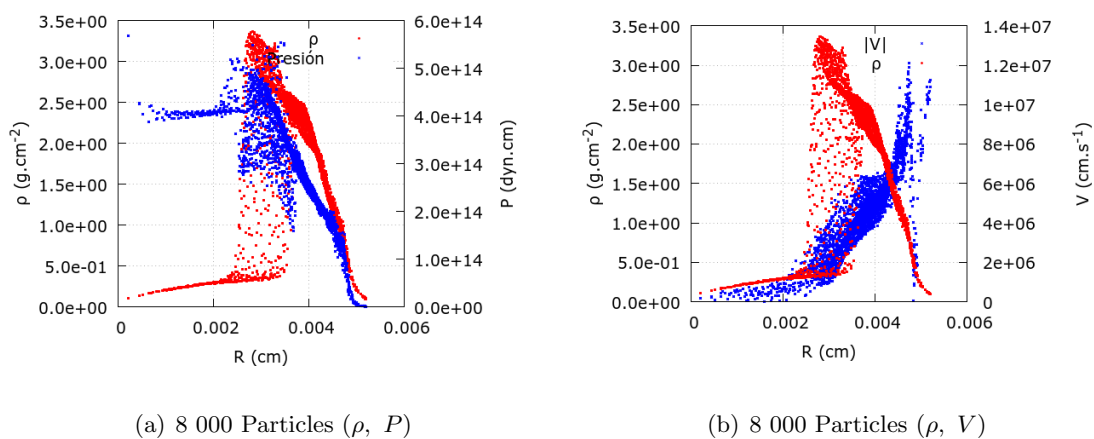 3.5e+00
3.0e+00
2.5e+00
2.0e+00
1.5e+00
1.0e+00
5.0e-01
0.0e+00
ρ (g.cm-2)
ρ
Presión
6.0e+14
5.0e+14
4.0e+14
3.0e+14
2.0e+14
1.0e+14
0.0e+00
P (dyn.cm)
0
0.002
0.004
0.006
R (cm)
(a) 8 000 Particles (ρ, P)
3.5e+00
3.0e+00
2.5e+00
2.0e+00
1.5e+00
1.0e+00
5.0e-01
0.0e+00
ρ (g.cm-2)
|V|
ρ
1.4e+07
1.2e+07
1e+07
8e+06
6e+06
4e+06
2e+06
0
V (cm.s-1)
0
0.002
0.004
0.006
R (cm)
(b) 8 000 Particles (ρ, V)